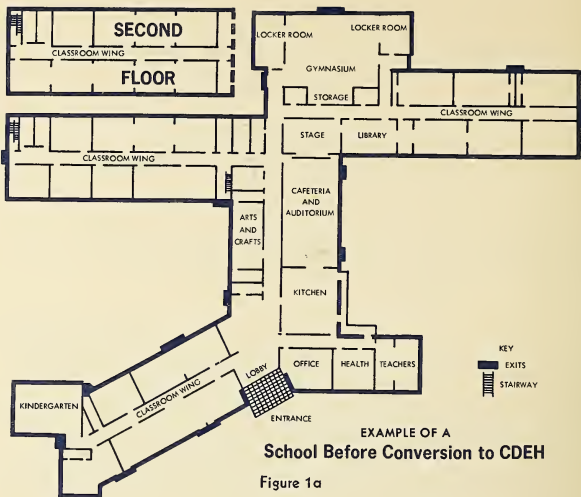 SECOND
CLASSROOM WING
FLOOR
LOCKER ROOM
LOCKER ROOM
GYMNASIUM
STORAGE
CLASSROOM WING
STAGE
LIBRARY
CLASSROOM WING
CAFETERIA
AND
AUDITORIUM
ARTS
AND
CRAFTS
KITCHEN
LOBBY
OFFICE
HEALTH
TEACHERS
KINDERGARTEN
CLASSROOM WING
ENTRANCE
KEY
EXITS
STAIRWAY
EXAMPLE OF A
School Before Conversion to CDEH
Figure 1a